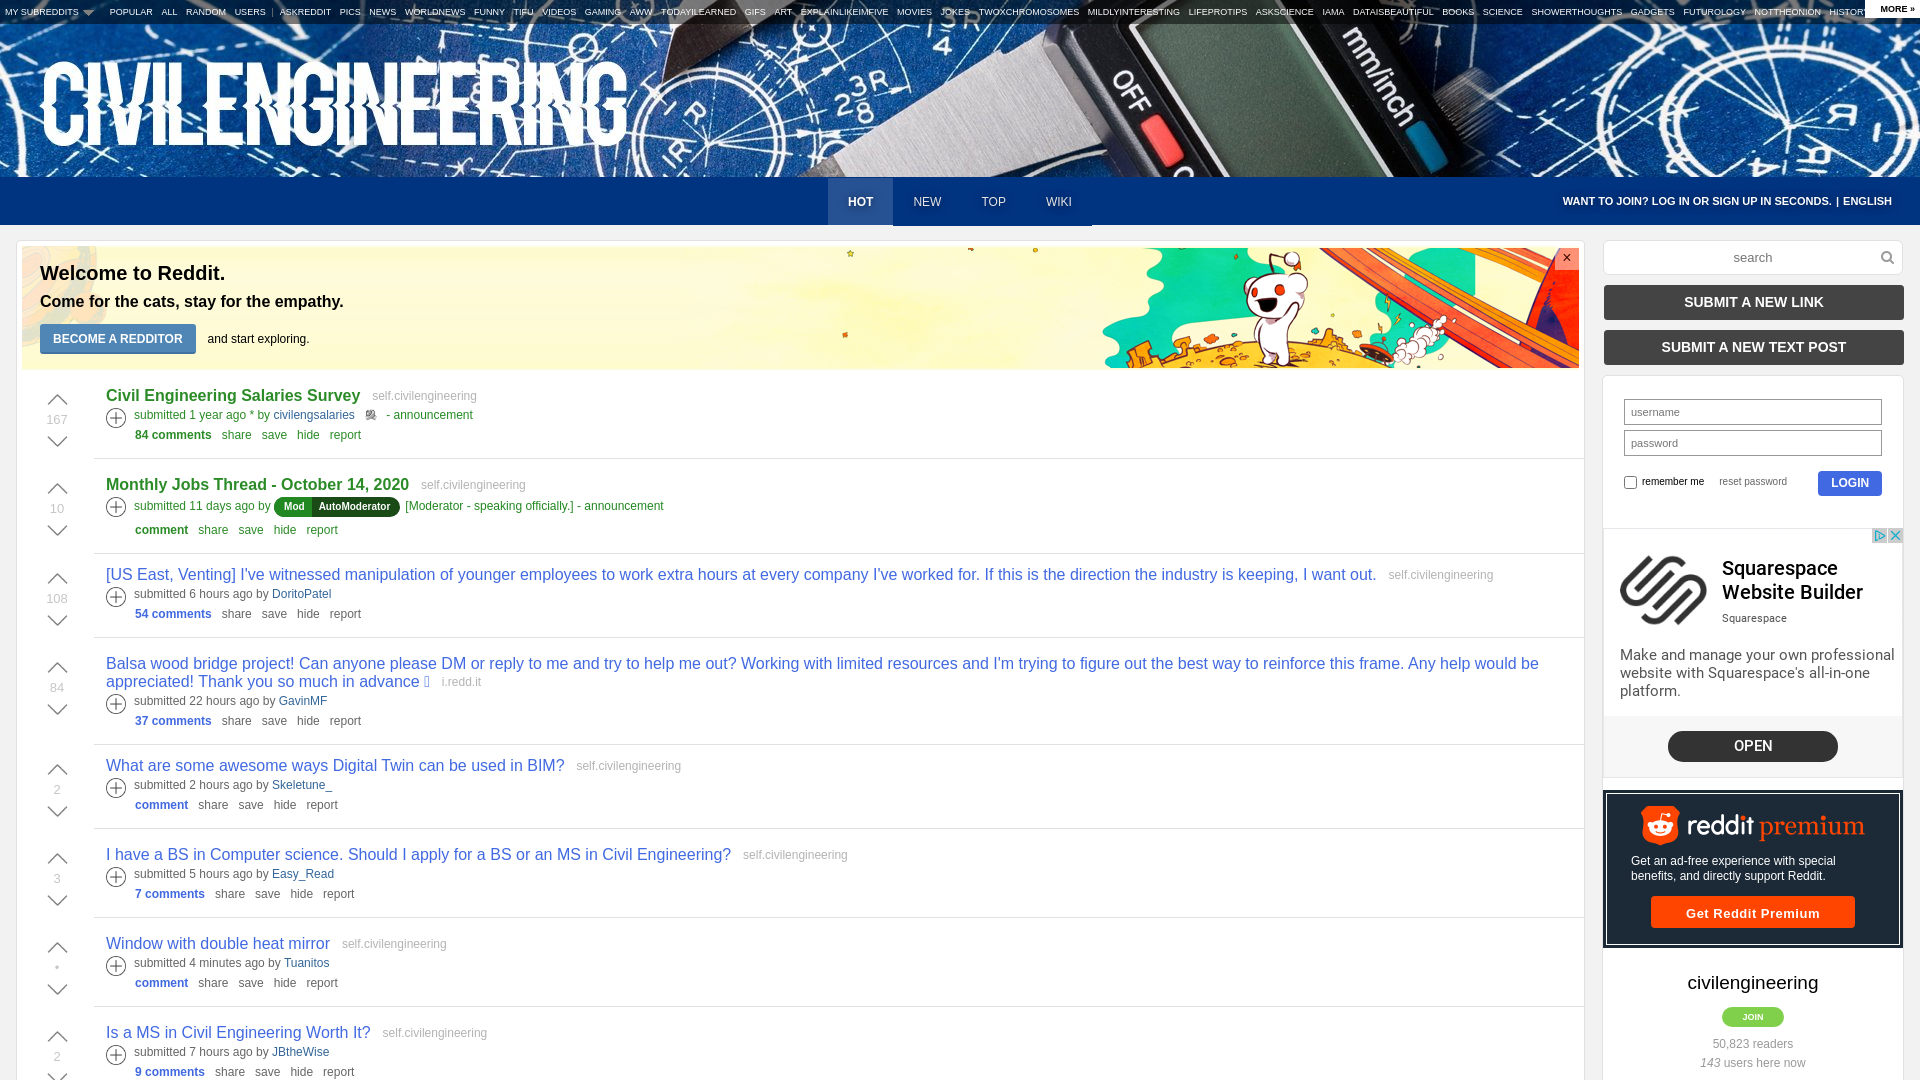 MY SUBREDDITS POPULAR ALL RANDOM USERS | ASKREDDIT PICS NEWS WORLDNEWS FUNNY TIFU VIDEOS GAMING AWW TODAYILEARNED GIFS ART EXPLAINLIKEIMFIVE MOVIES JOKES TWOXCHROMOSOMES MILDLYINTERESTING LIFEPROTIPS ASKSCIENCE IAMA DATAISBEAUTIFUL BOOKS SCIENCE SHOWERTHOUGHTS GADGETS FUTUROLOGY NOTTHEONION HISTORY MORE »
CIVILENGINEERING
OFF
mm/inch
23/8 R
HOT NEW TOP WIKI
WANT TO JOIN? LOG IN OR SIGN UP IN SECONDS. | ENGLISH
Welcome to Reddit.
Come for the cats, stay for the empathy.
BECOME A REDDITOR and start exploring.
×
167
Civil Engineering Salaries Survey self.civilengineering
submitted 1 year ago * by civilengsalaries - announcement
84 comments share save hide report
10
Monthly Jobs Thread - October 14, 2020 self.civilengineering
submitted 11 days ago by Mod AutoModerator [Moderator - speaking officially.] - announcement
comment share save hide report
108
[US East, Venting] I've witnessed manipulation of younger employees to work extra hours at every company I've worked for. If this is the direction the industry is keeping, I want out. self.civilengineering
submitted 6 hours ago by DoritoPatel
54 comments share save hide report
84
Balsa wood bridge project! Can anyone please DM or reply to me and try to help me out? Working with limited resources and I'm trying to figure out the best way to reinforce this frame. Any help would be
appreciated! Thank you so much in advance i.redd.it
submitted 22 hours ago by GavinMF
37 comments share save hide report
2
What are some awesome ways Digital Twin can be used in BIM? self.civilengineering
submitted 2 hours ago by Skeletune_
comment share save hide report
3
I have a BS in Computer science. Should I apply for a BS or an MS in Civil Engineering? self.civilengineering
submitted 5 hours ago by Easy_Read
7 comments share save hide report
•
Window with double heat mirror self.civilengineering
submitted 4 minutes ago by Tuanitos
comment share save hide report
2
Is a MS in Civil Engineering Worth It? self.civilengineering
submitted 7 hours ago by JBtheWise
9 comments share save hide report
search
SUBMIT A NEW LINK
SUBMIT A NEW TEXT POST
username
password
remember me reset password LOGIN
Squarespace
Website Builder
Squarespace
Make and manage your own professional
website with Squarespace's all-in-one
platform.
OPEN
reddit premium
Get an ad-free experience with special
benefits, and directly support Reddit.
Get Reddit Premium
civilengineering
JOIN
50,823 readers
143 users here now